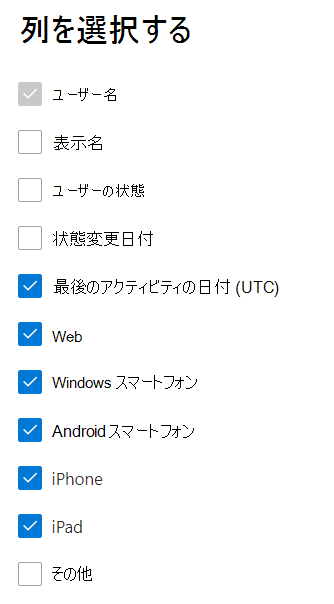 列を選択する
ユーザー名
表示名
ユーザーの状態
状態変更日付
最後のアクティビティの日付 (UTC)
Web
Windows スマートフォン
Android スマートフォン
iPhone
iPad
その他